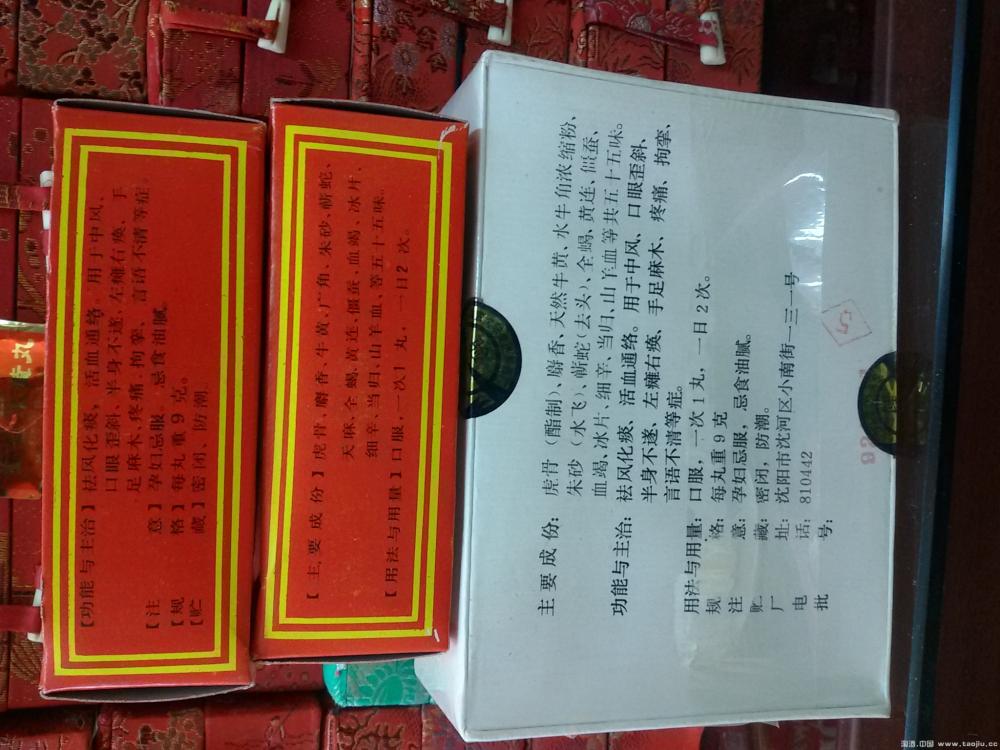 【功能与主治】祛风化痰，活血通络。用于中风、
口眼歪斜、半身不遂、左瘫右痪、手
足麻木、疼痛、拘挛、言语不清等症
【注 意】孕妇忌服，忌食油腻。
【规 格】每丸重9克。
【贮 藏】密闭、防潮。
【主要成份】虎骨、麝香、牛黄、广角、朱砂、蕲蛇、
天麻、全蝎、黄连、僵蚕、血竭、冰片、
细辛、当归、山羊血、等五十五味。
【用法与用量】口服，一次1丸，一日2次。
主要成份：虎骨（酯制）、麝香、天然牛黄、水牛角浓缩粉、
朱砂（水飞）、蕲蛇（去头）、全蝎、黄连、僵蚕、
血竭、冰片、细辛、当归、山羊血等共五十五味。
功能与主治：祛风化痰、活血通络。用于中风、口眼歪斜、
半身不遂、左瘫右痪、手足麻木、疼痛、拘挛、
言语不清等症。
用法与用量：口服，一次1丸，一日2次。
规 格：每丸重9克
注 意：孕妇忌服，忌食油腻。
贮 藏：密闭，防潮。
厂 址：沈阳市沈河区小南街一三一号
电 话：810442
批 号：
丸
淘酒.中国 www.taojiu.cc